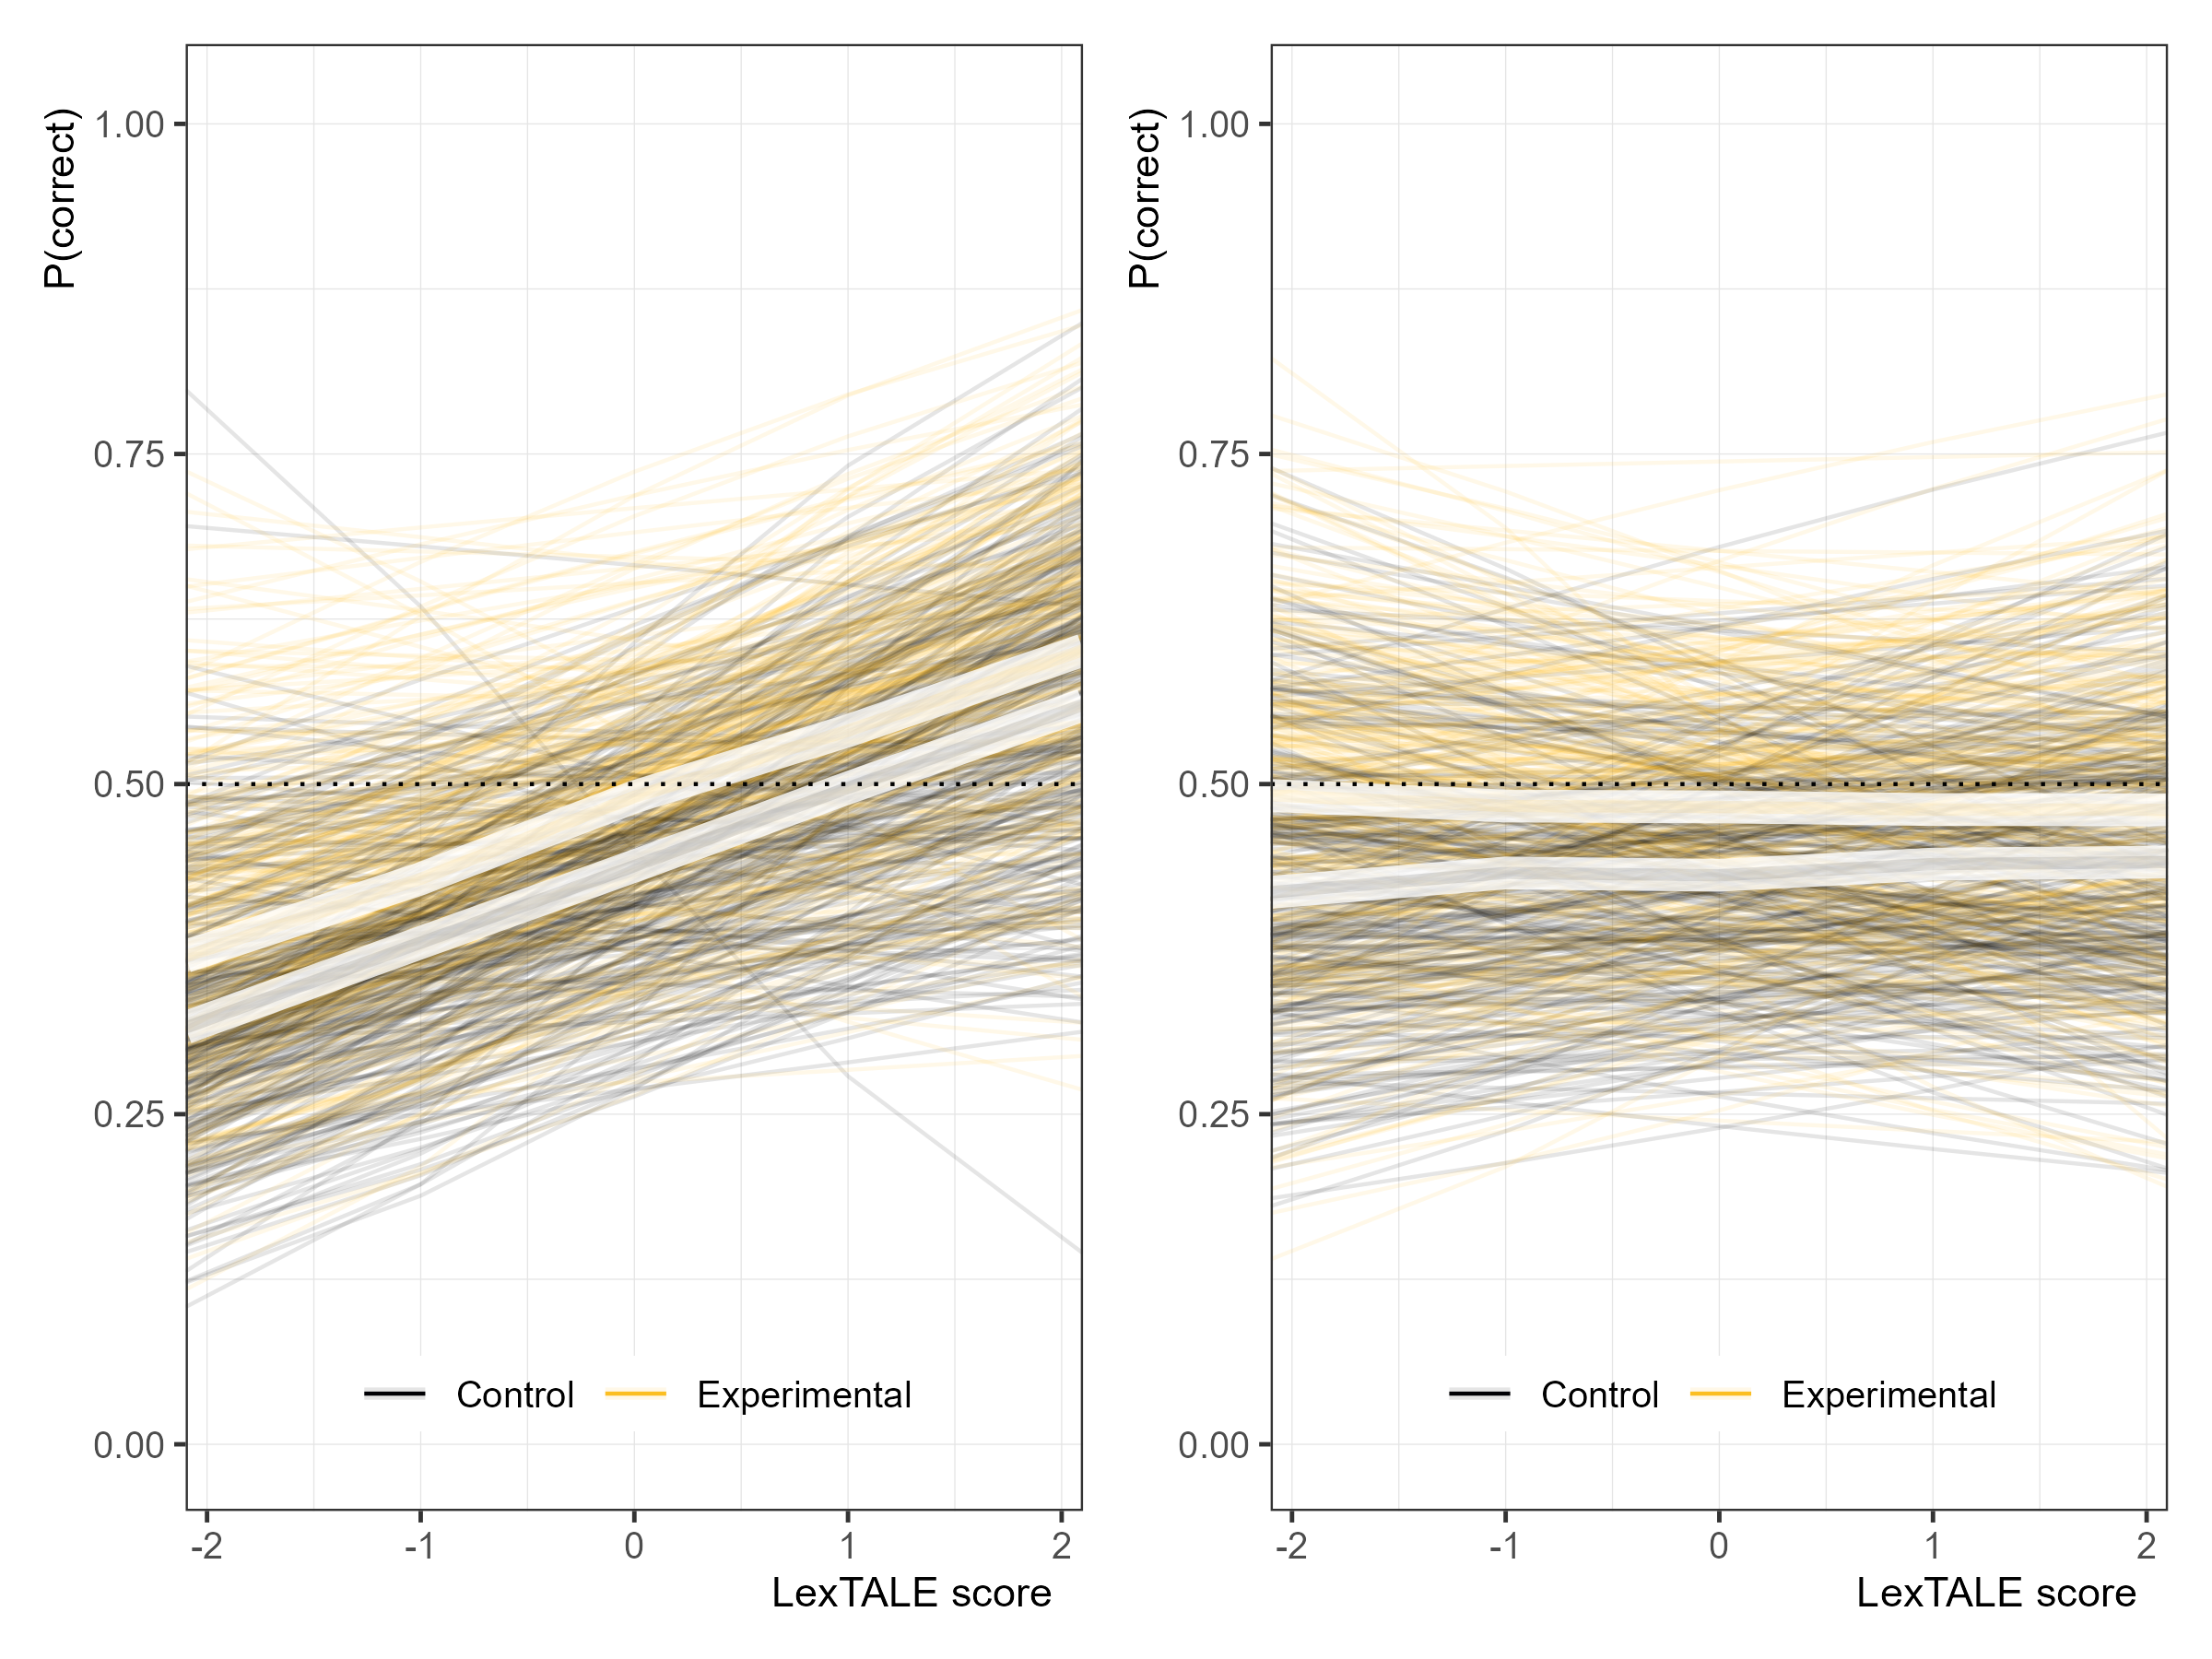 P(correct)
1.00
0.75
0.50
0.25
0.00
Control
Experimental
-2
-1
0
1
2
LexTALE score
P(correct)
1.00
0.75
0.50
0.25
0.00
Control
Experimental
-2
-1
0
1
2
LexTALE score